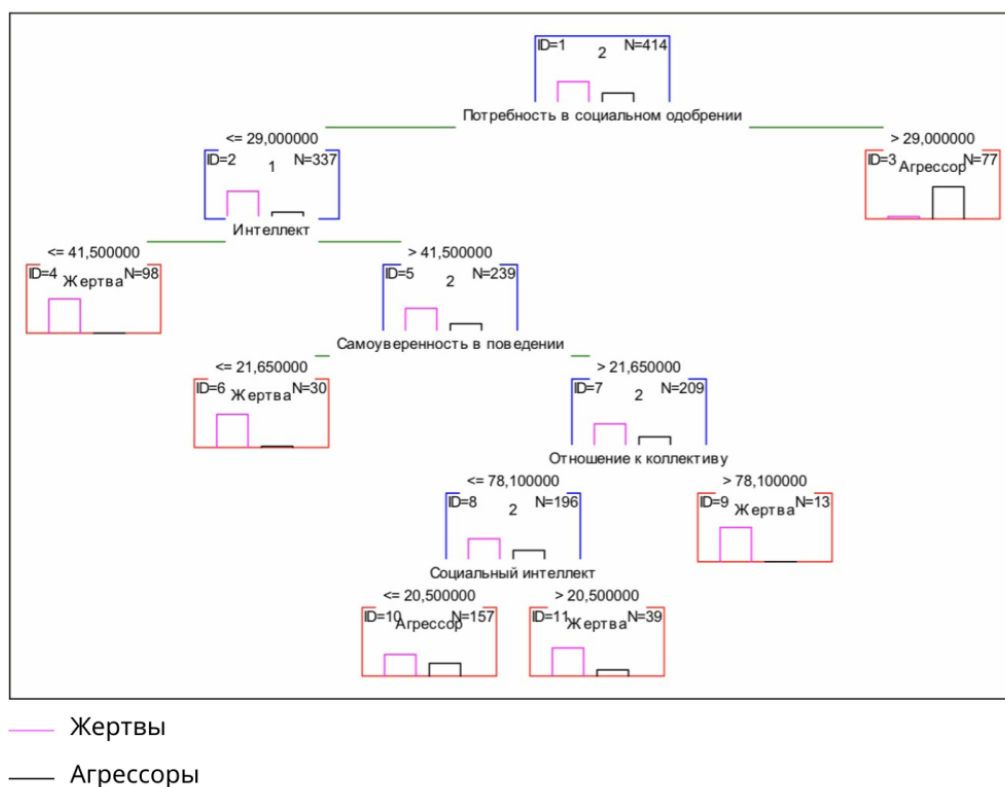 ID=1 2 N=414
Потребность в социальном одобрении
<= 29,000000 > 29,000000
ID=2 1 N=337
ID=3 Агрессор N=77
Интеллект
<= 41,500000 > 41,500000
ID=4 Жертва N=98
ID=5 2 N=239
Самоуверенность в поведении
<= 21,650000 > 21,650000
ID=6 Жертва N=30
ID=7 2 N=209
Отношение к коллективу
<= 78,100000 > 78,100000
ID=8 2 N=196
ID=9 Жертва N=13
Социальный интеллект
<= 20,500000 > 20,500000
ID=10 Агрессор N=157
ID=11 Жертва N=39
Жертвы
Агрессоры